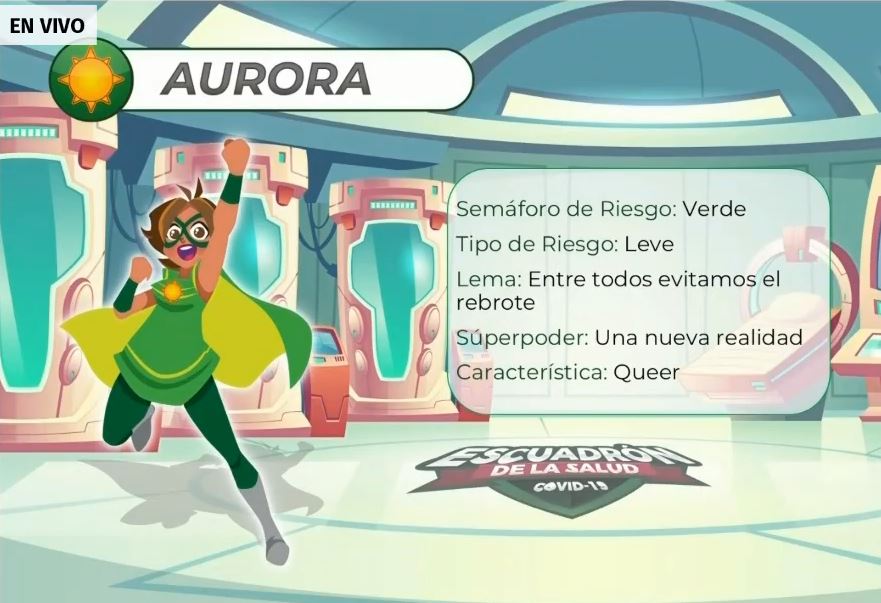 EN VIVO
AURORA
Semáforo de Riesgo: Verde
Tipo de Riesgo: Leve
Lema: Entre todos evitamos el
rebrote
Súperpoder: Una nueva realidad
Característica: Queer
ESCUADRÓN
DE LA SALUD
COVID-19